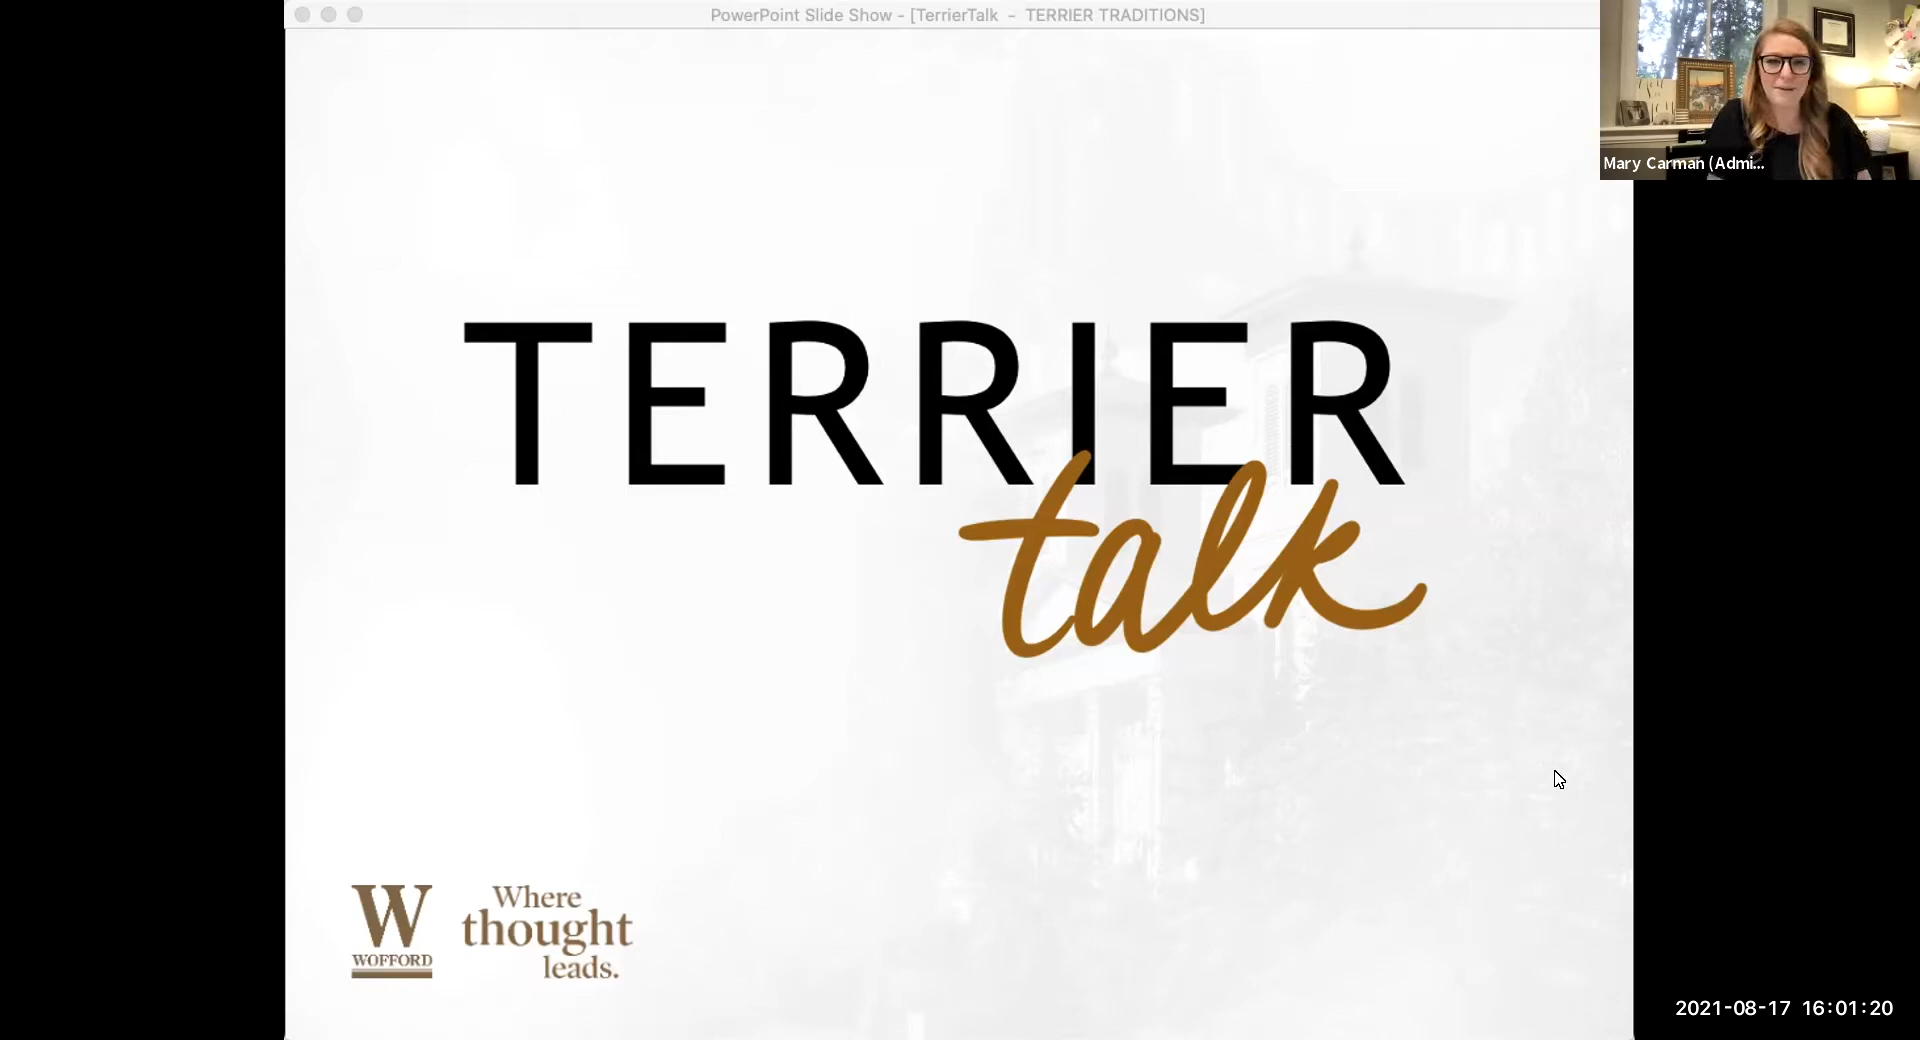 PowerPoint Slide Show - [TerrierTalk - TERRIER TRADITIONS]
Mary Carman (Admi...
TERRIER
talk
W
WOFFORD
Where
thought
leads.
2021-08-17 16:01:20